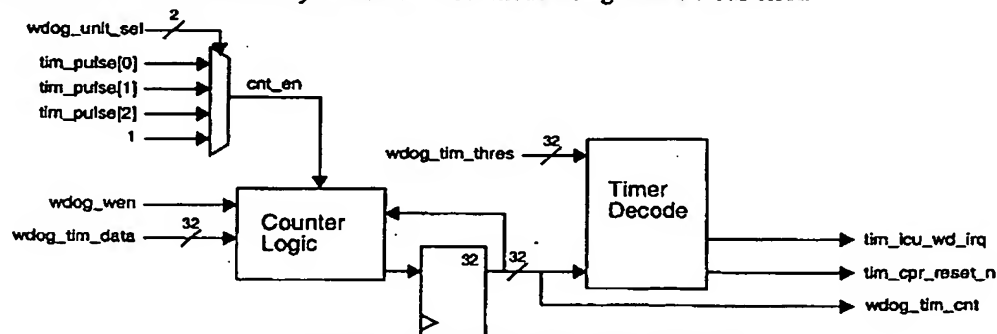 wdog_unit_sel
2
tim_pulse[0]
tim_pulse[1]
cnt_en
tim_pulse[2]
1
wdog_tim_thres
32
Timer
Decode
wdog_wen
wdog_tim_data
32
Counter
Logic
tim_icu_wd_irq
32
32
tim_cpr_reset_n
wdog_tim_cnt